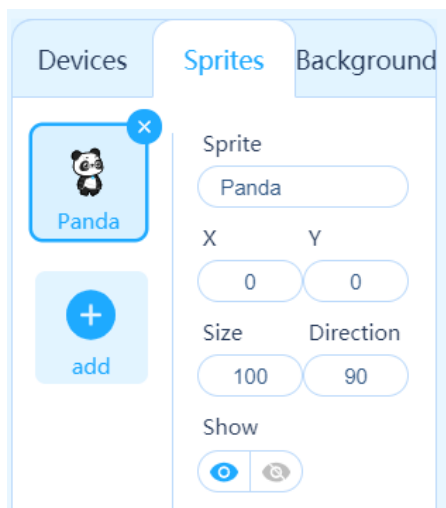 Devices Sprites Background
Sprite
Panda
Panda
X Y
0 0
Size Direction
add
100 90
Show